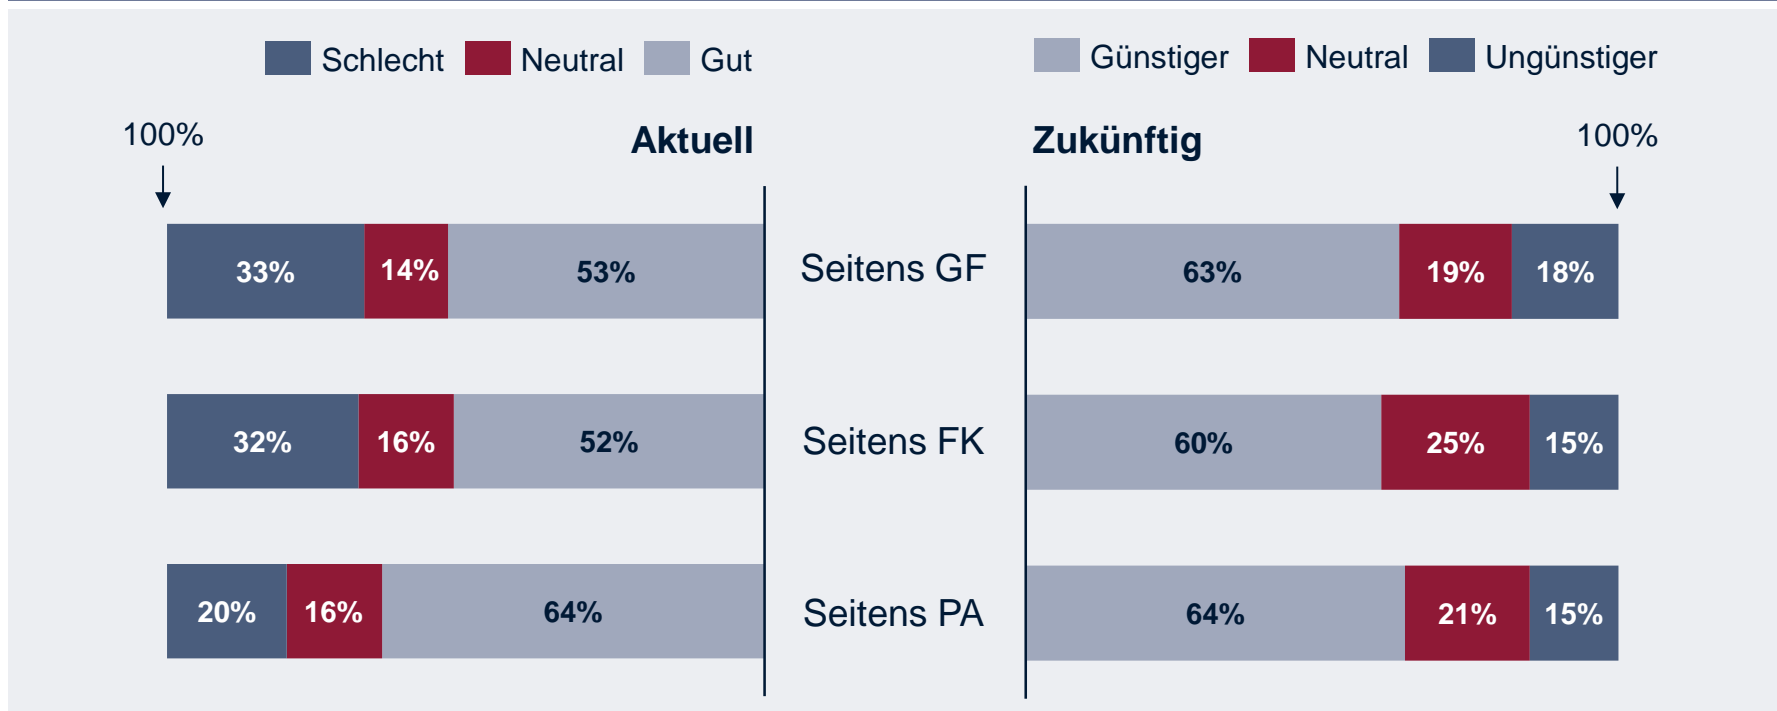 Schlecht Neutral Gut
Günstiger Neutral Ungünstiger
100% Aktuell Zukünftig 100%
33% 14% 53% Seitens GF 63% 19% 18%
32% 16% 52% Seitens FK 60% 25% 15%
20% 16% 64% Seitens PA 64% 21% 15%